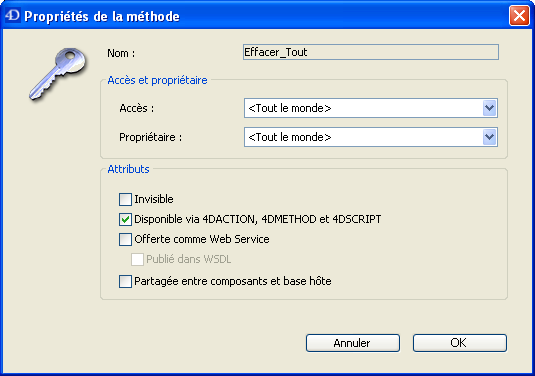 4D Propriétés de la méthode
Nom : Effacer_Tout
Accès et propriétaire
Accès : <Tout le monde>
Propriétaire : <Tout le monde>
Attributs
Invisible
Disponible via 4DACTION, 4DMETHOD et 4DSCRIPT
Offerte comme Web Service
Publié dans WSDL
Partagée entre composants et base hôte
Annuler OK